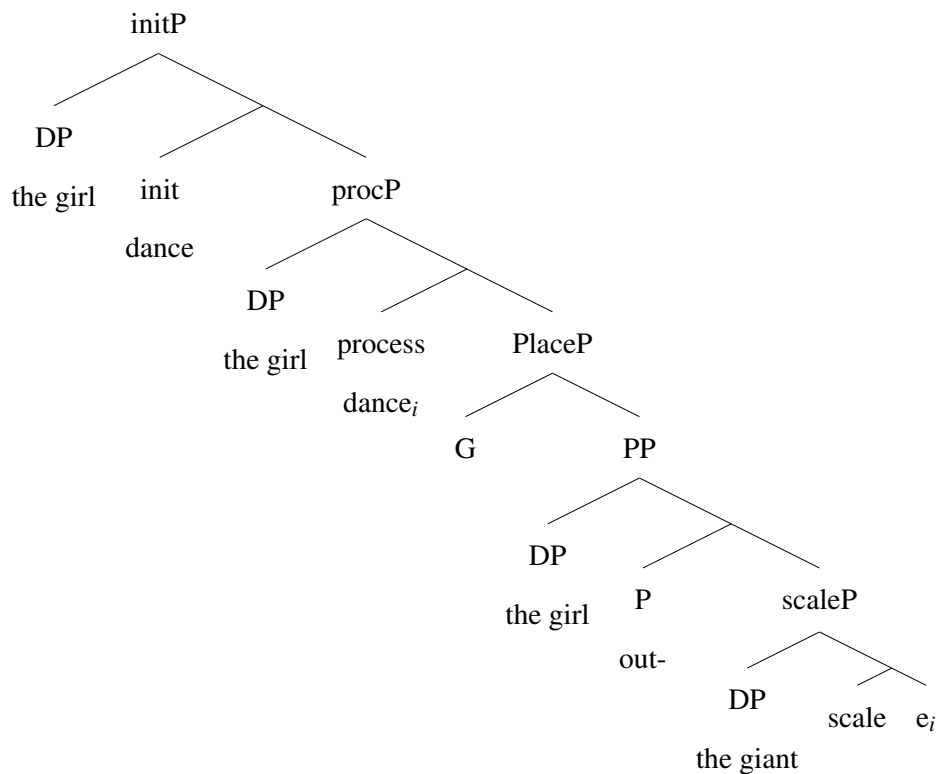 initP
DP
the girl
init
dance
procP
DP
the girl
process
dance_i
PlaceP
G
PP
DP
the girl
P
out-
scaleP
DP
the giant
scale
e_i